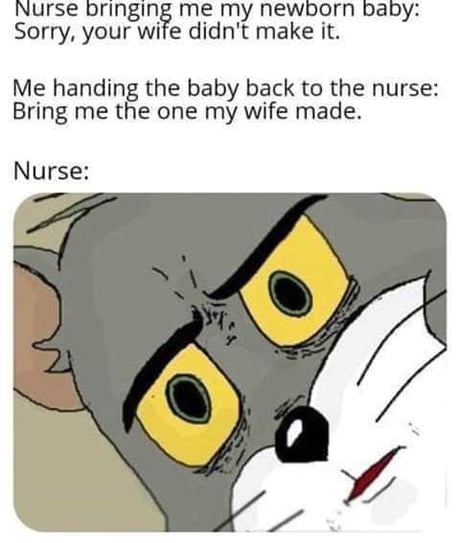 Nurse bringing me my newborn baby:
Sorry, your wife didn't make it.
Me handing the baby back to the nurse:
Bring me the one my wife made.
Nurse: